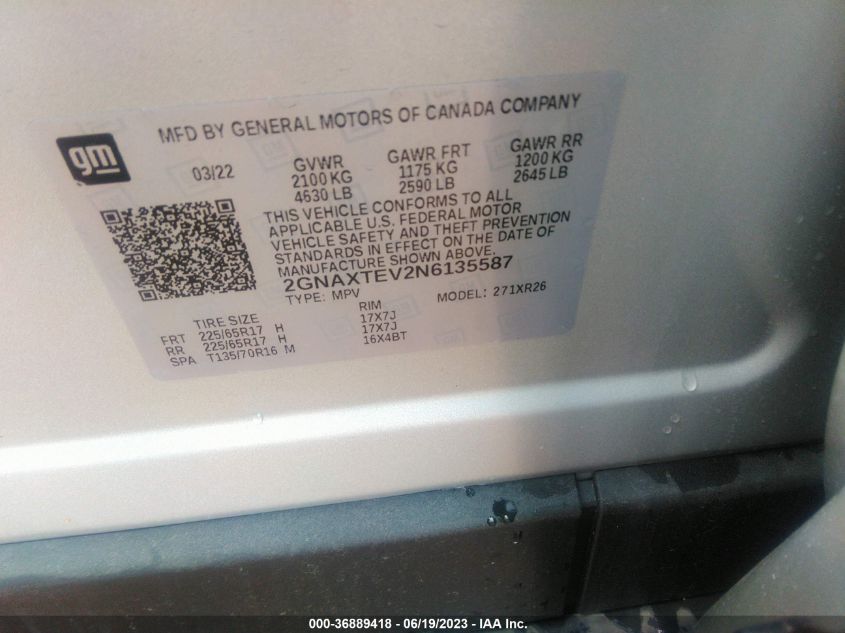 gm
MFD BY GENERAL MOTORS OF CANADA COMPANY
03/22 GVWR GAWR FRT GAWR RR
2100 KG 1175 KG 1200 KG
4630 LB 2590 LB 2645 LB
THIS VEHICLE CONFORMS TO ALL
APPLICABLE U.S. FEDERAL MOTOR
VEHICLE SAFETY AND THEFT PREVENTION
STANDARDS IN EFFECT ON THE DATE OF
MANUFACTURE SHOWN ABOVE.
2GNAXTEV2N6135587
TYPE: MPV MODEL: 271XR26
TIRE SIZE RIM
FRT 225/65R17 H 17X7J
RR 225/65R17 H 17X7J
SPA T135/70R16 M 16X4BT
000-36889418 - 06/19/2023 - IAA Inc.